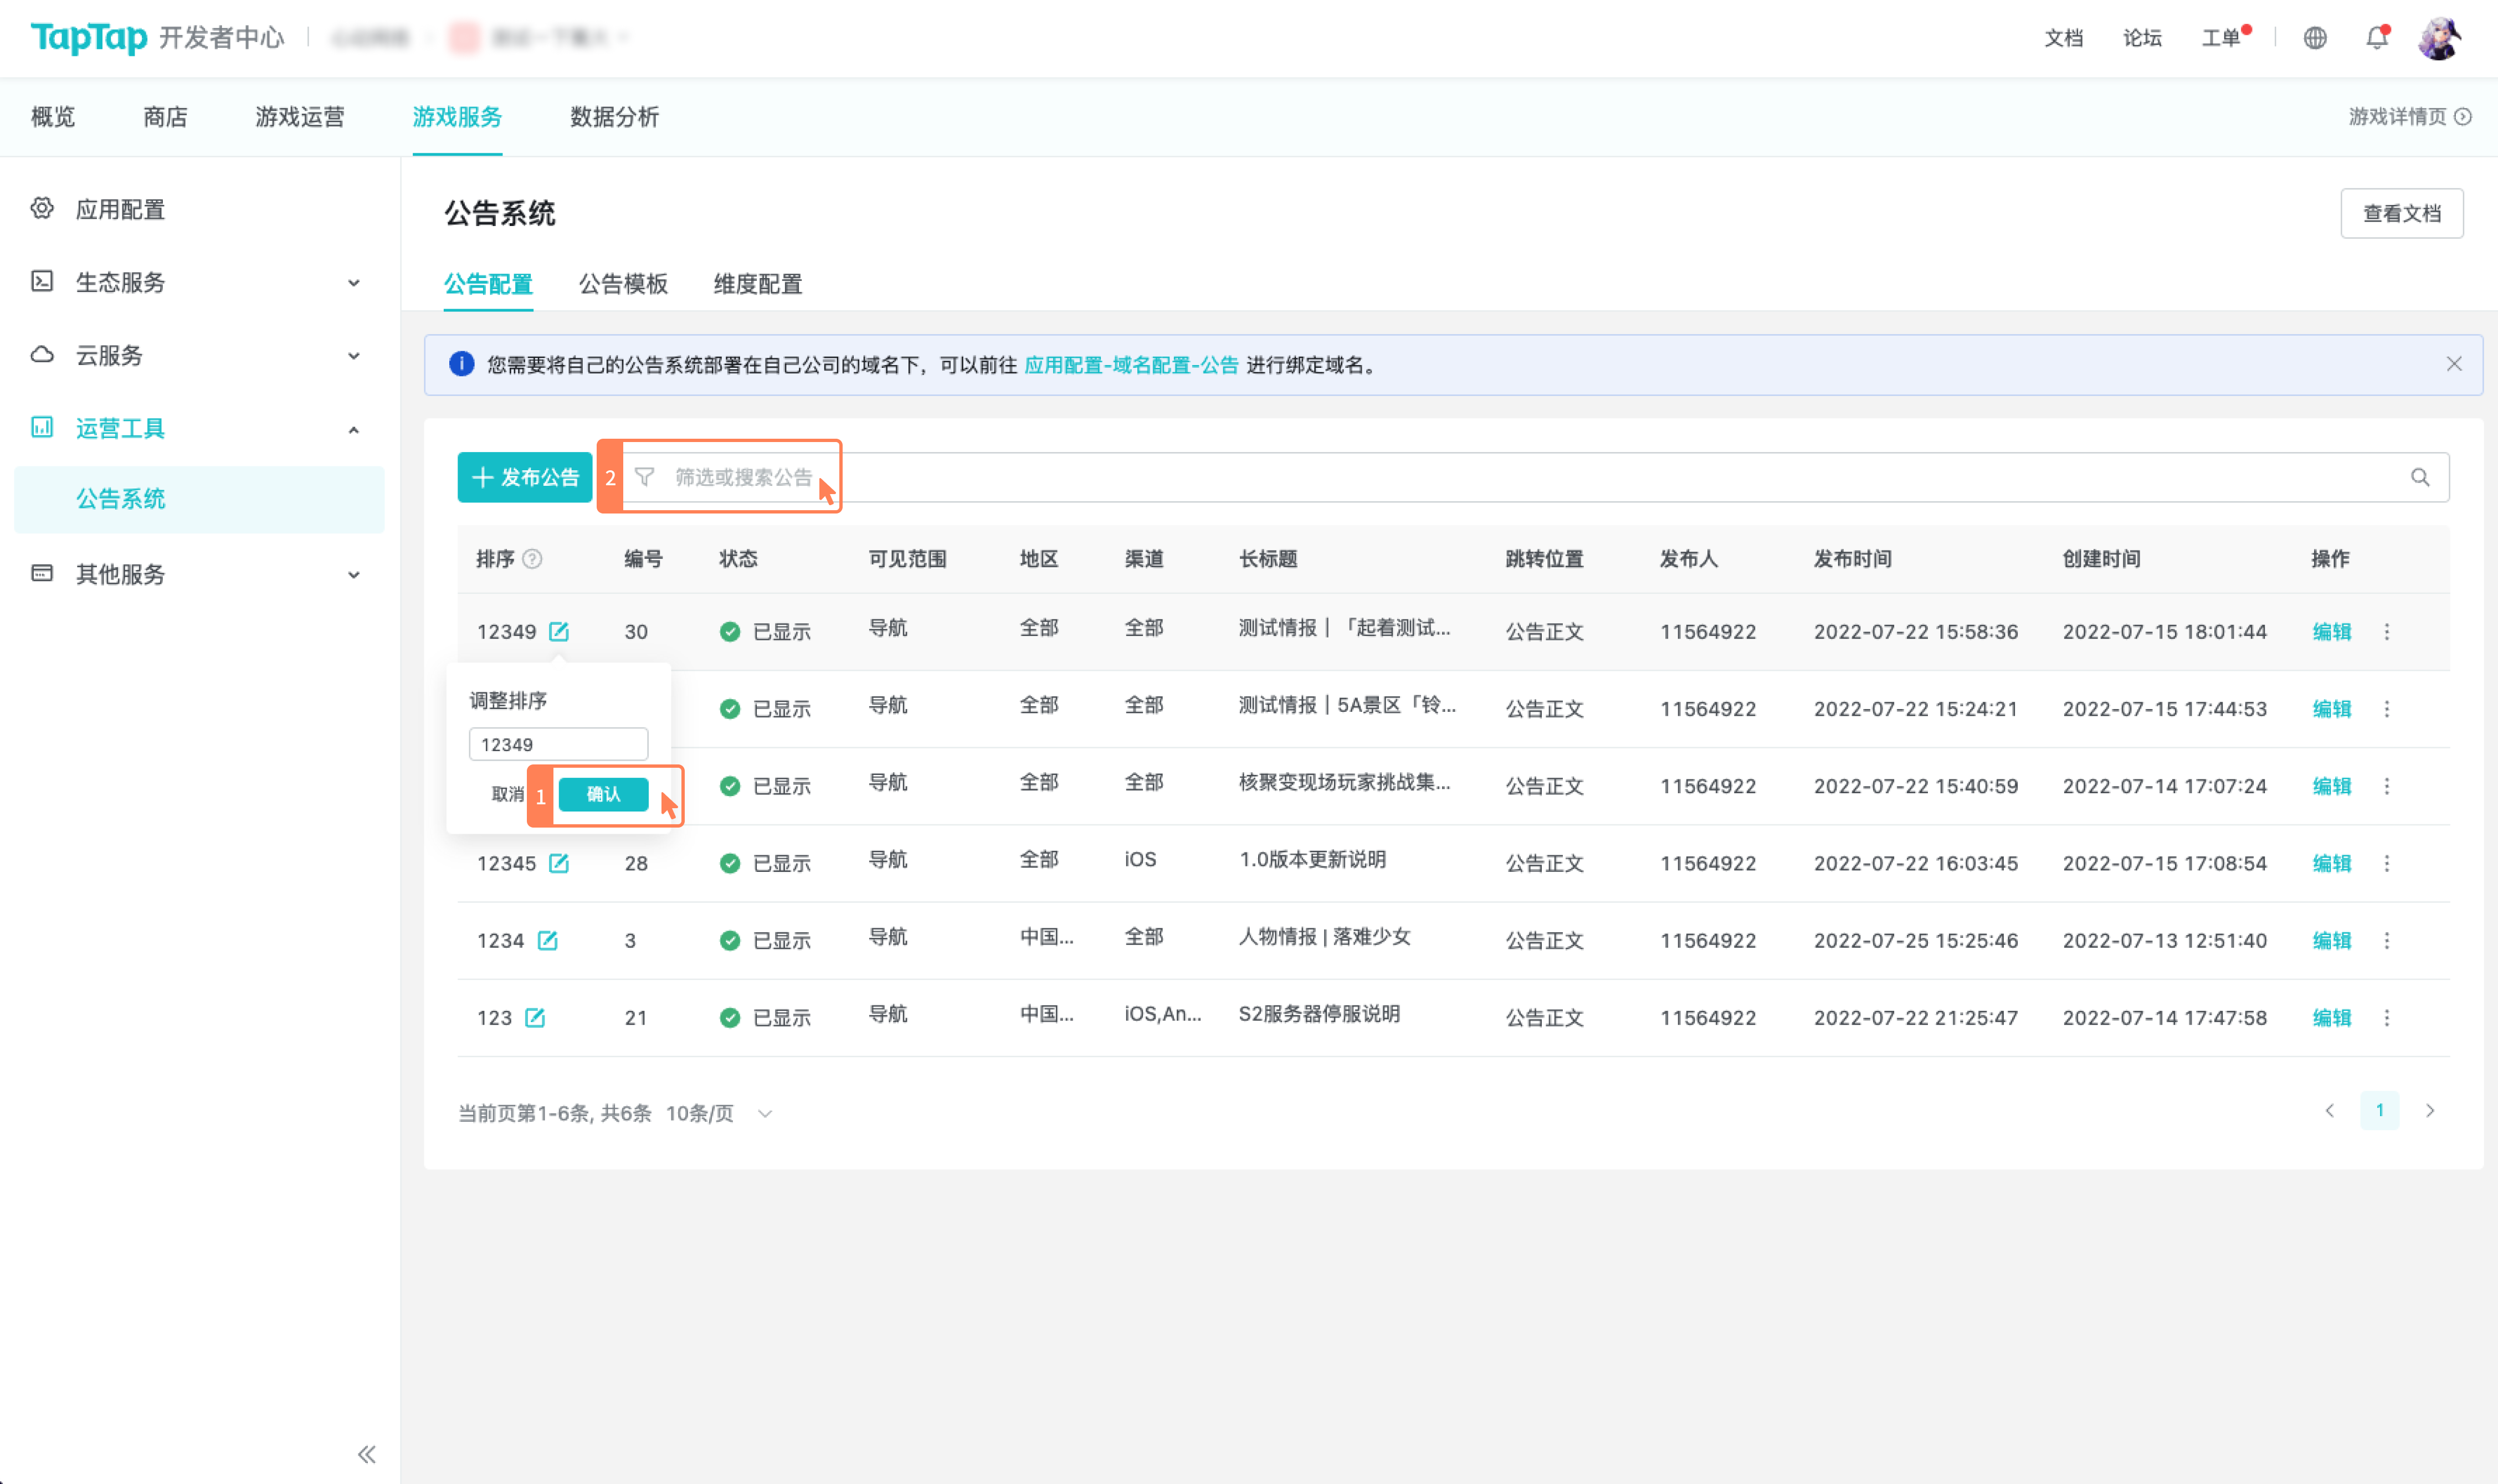 TapTap 开发者中心
文档 论坛 工单
概览 商店 游戏运营 游戏服务 数据分析 游戏详情页
应用配置
生态服务
云服务
运营工具
公告系统
其他服务
公告系统 查看文档
公告配置 公告模板 维度配置
您需要将自己的公告系统部署在自己公司的域名下，可以前往 应用配置-域名配置-公告 进行绑定域名。
发布公告 2 筛选或搜索公告
排序 编号 状态 可见范围 地区 渠道 长标题 跳转位置 发布人 发布时间 创建时间 操作
12349 30 已显示 导航 全部 全部 测试情报｜「起着测试... 公告正文 11564922 2022-07-22 15:58:36 2022-07-15 18:01:44 编辑
调整排序
12349
取消 1 确认
已显示 导航 全部 全部 测试情报｜5A景区「铃... 公告正文 11564922 2022-07-22 15:24:21 2022-07-15 17:44:53 编辑
已显示 导航 全部 全部 核聚变现场玩家挑战集... 公告正文 11564922 2022-07-22 15:40:59 2022-07-14 17:07:24 编辑
12345 28 已显示 导航 全部 iOS 1.0版本更新说明 公告正文 11564922 2022-07-22 16:03:45 2022-07-15 17:08:54 编辑
1234 3 已显示 导航 中国... 全部 人物情报 | 落难少女 公告正文 11564922 2022-07-25 15:25:46 2022-07-13 12:51:40 编辑
123 21 已显示 导航 中国... iOS,An... S2服务器停服说明 公告正文 11564922 2022-07-22 21:25:47 2022-07-14 17:47:58 编辑
当前页第1-6条, 共6条 10条/页 1